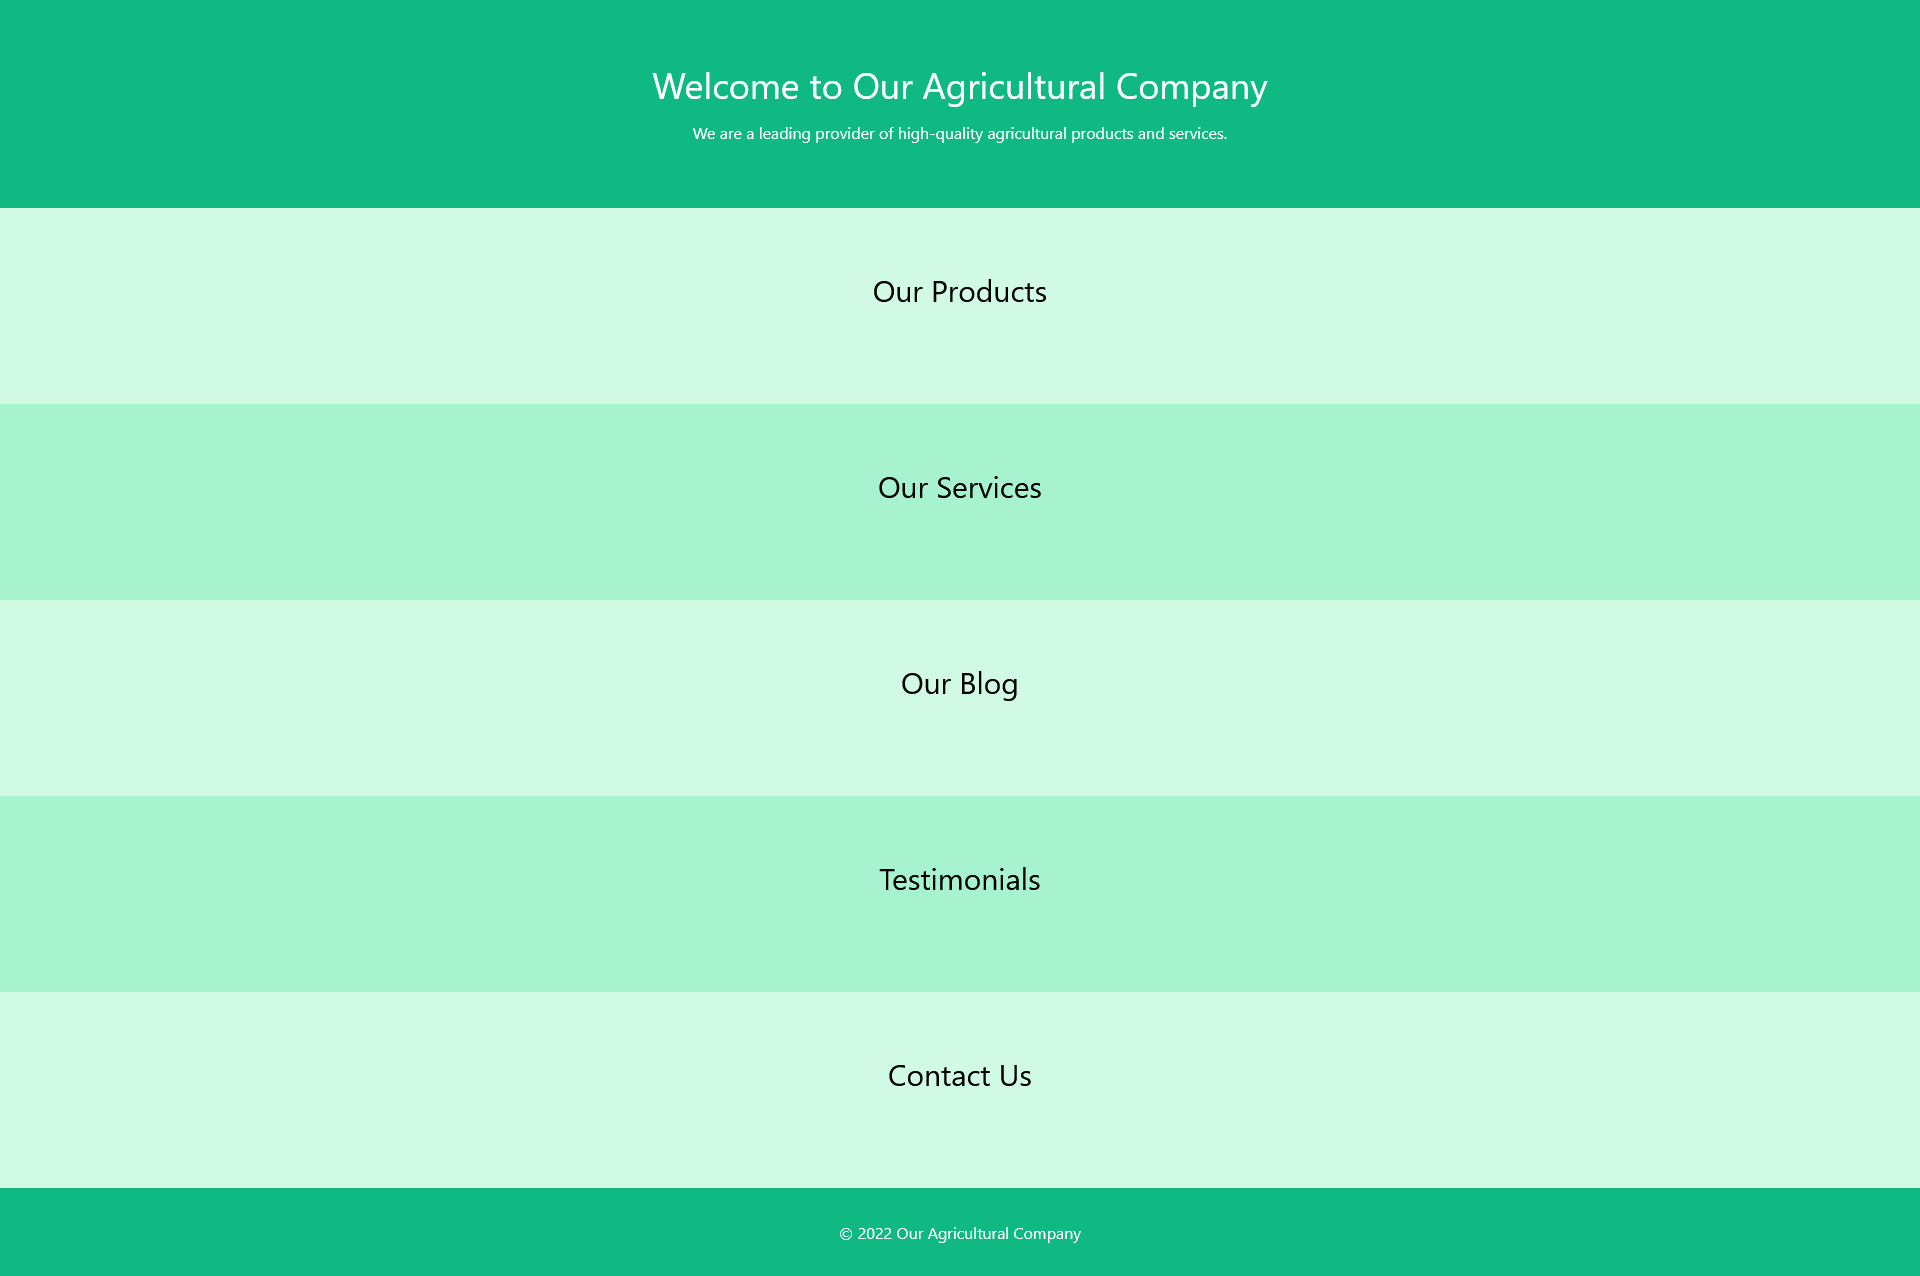 Welcome to Our Agricultural Company
We are a leading provider of high-quality agricultural products and services.
Our Products
Our Services
Our Blog
Testimonials
Contact Us
© 2022 Our Agricultural Company